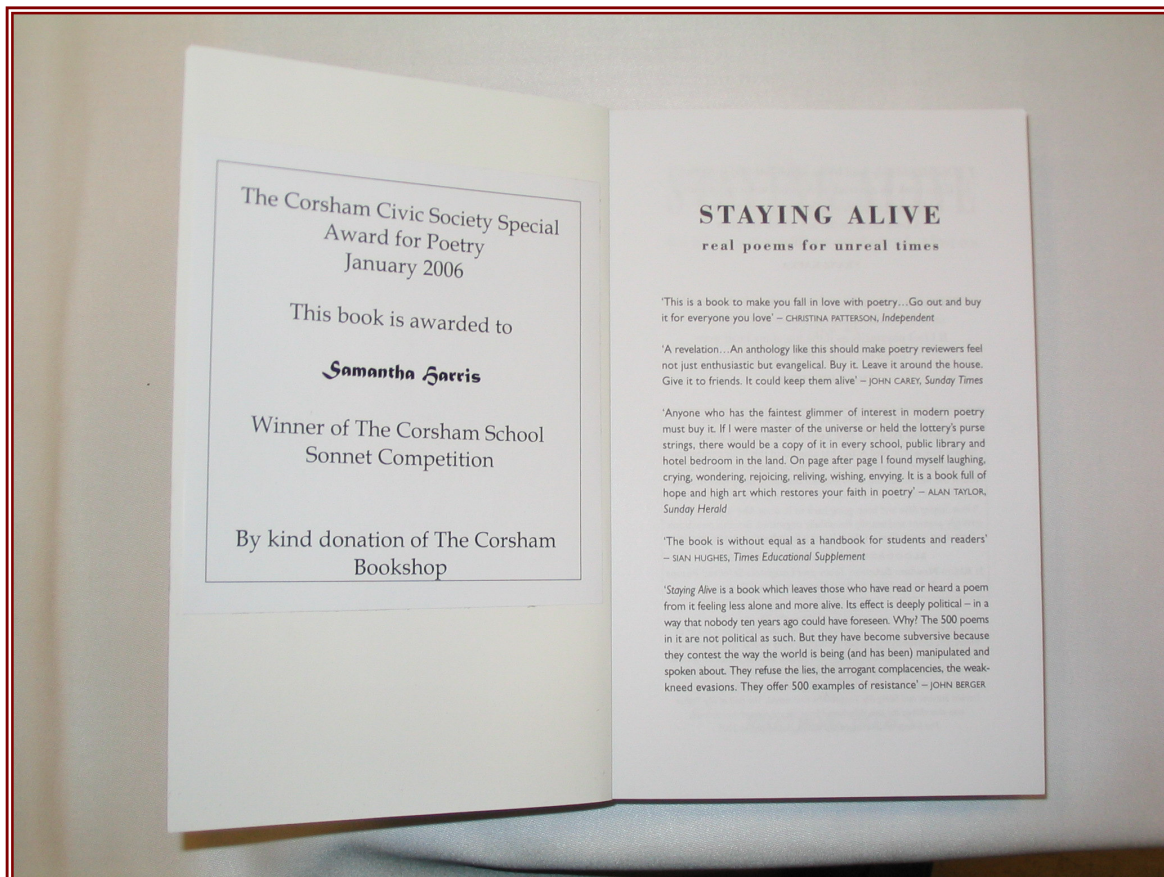 The Corsham Civic Society Special
Award for Poetry
January 2006
This book is awarded to
Samantha Harris
Winner of The Corsham School
Sonnet Competition
By kind donation of The Corsham
Bookshop
STAYING ALIVE
real poems for unreal times
'This is a book to make you fall in love with poetry...Go out and buy
it for everyone you love' – CHRISTINA PATTERSON, Independent
'A revelation...An anthology like this should make poetry reviewers feel
not just enthusiastic but evangelical. Buy it. Leave it around the house.
Give it to friends. It could keep them alive' – JOHN CAREY, Sunday Times
'Anyone who has the faintest glimmer of interest in modern poetry
must buy it. If I were master of the universe or held the lottery's purse
strings, there would be a copy of it in every school, public library and
hotel bedroom in the land. On page after page I found myself laughing,
crying, wondering, rejoicing, reliving, wishing, envying. It is a book full of
hope and high art which restores your faith in poetry' – ALAN TAYLOR,
Sunday Herald
'The book is without equal as a handbook for students and readers'
– SIAN HUGHES, Times Educational Supplement
'Staying Alive is a book which leaves those who have read or heard a poem
from it feeling less alone and more alive. Its effect is deeply political – in a
way that nobody ten years ago could have foreseen. Why? The 500 poems
in it are not political as such. But they have become subversive because
they contest the way the world is being (and has been) manipulated and
spoken about. They refuse the lies, the arrogant complacencies, the weak-
kneed evasions. They offer 500 examples of resistance' – JOHN BERGER